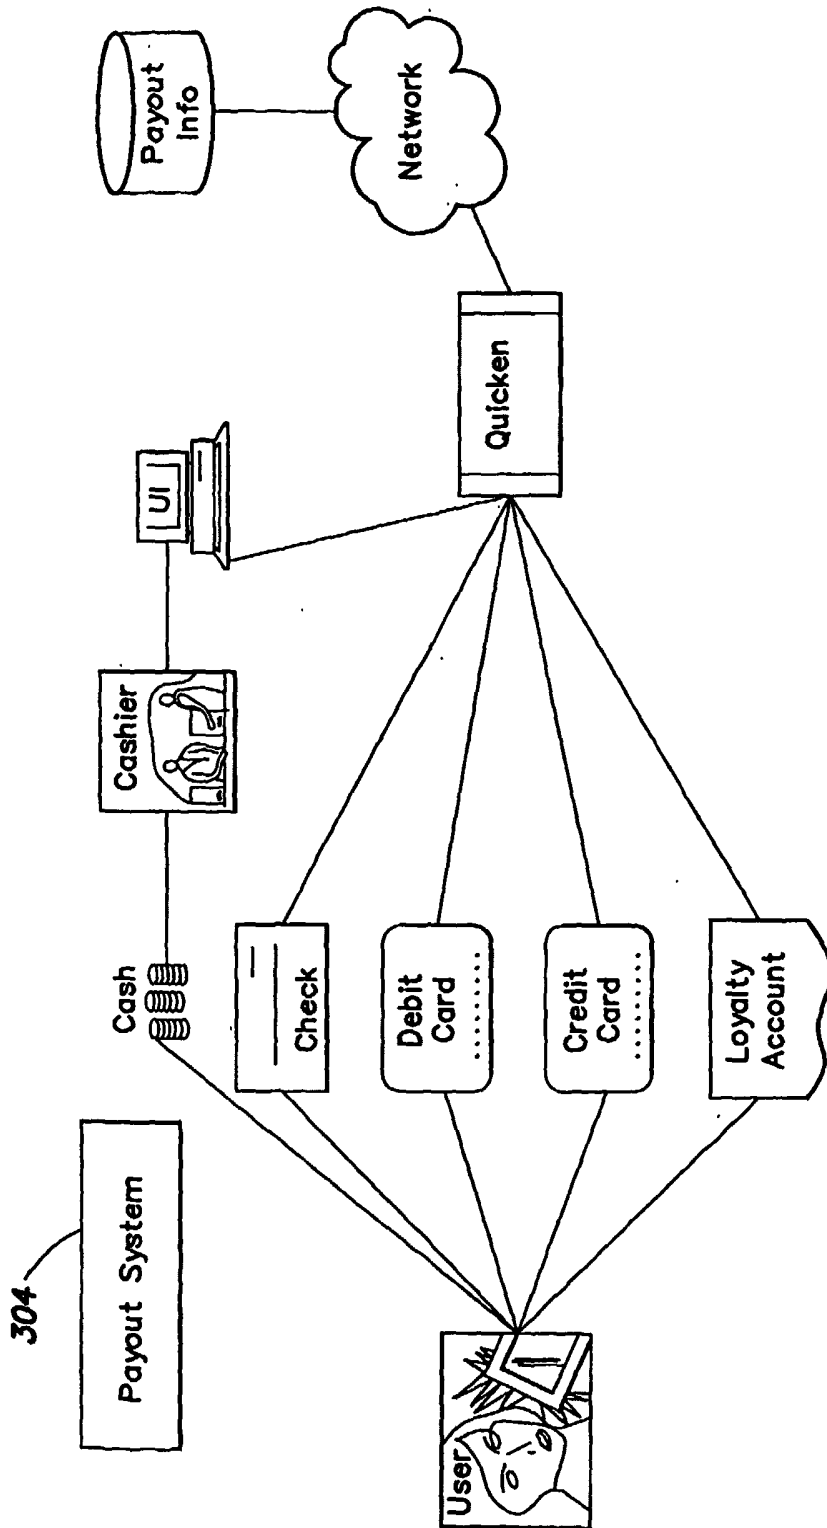 304
Payout System
User
Cash
Cashier
UI
Check
Debit
Card
........
Credit
Card
........
Loyalty
Account
Quicken
Network
Payout
Info